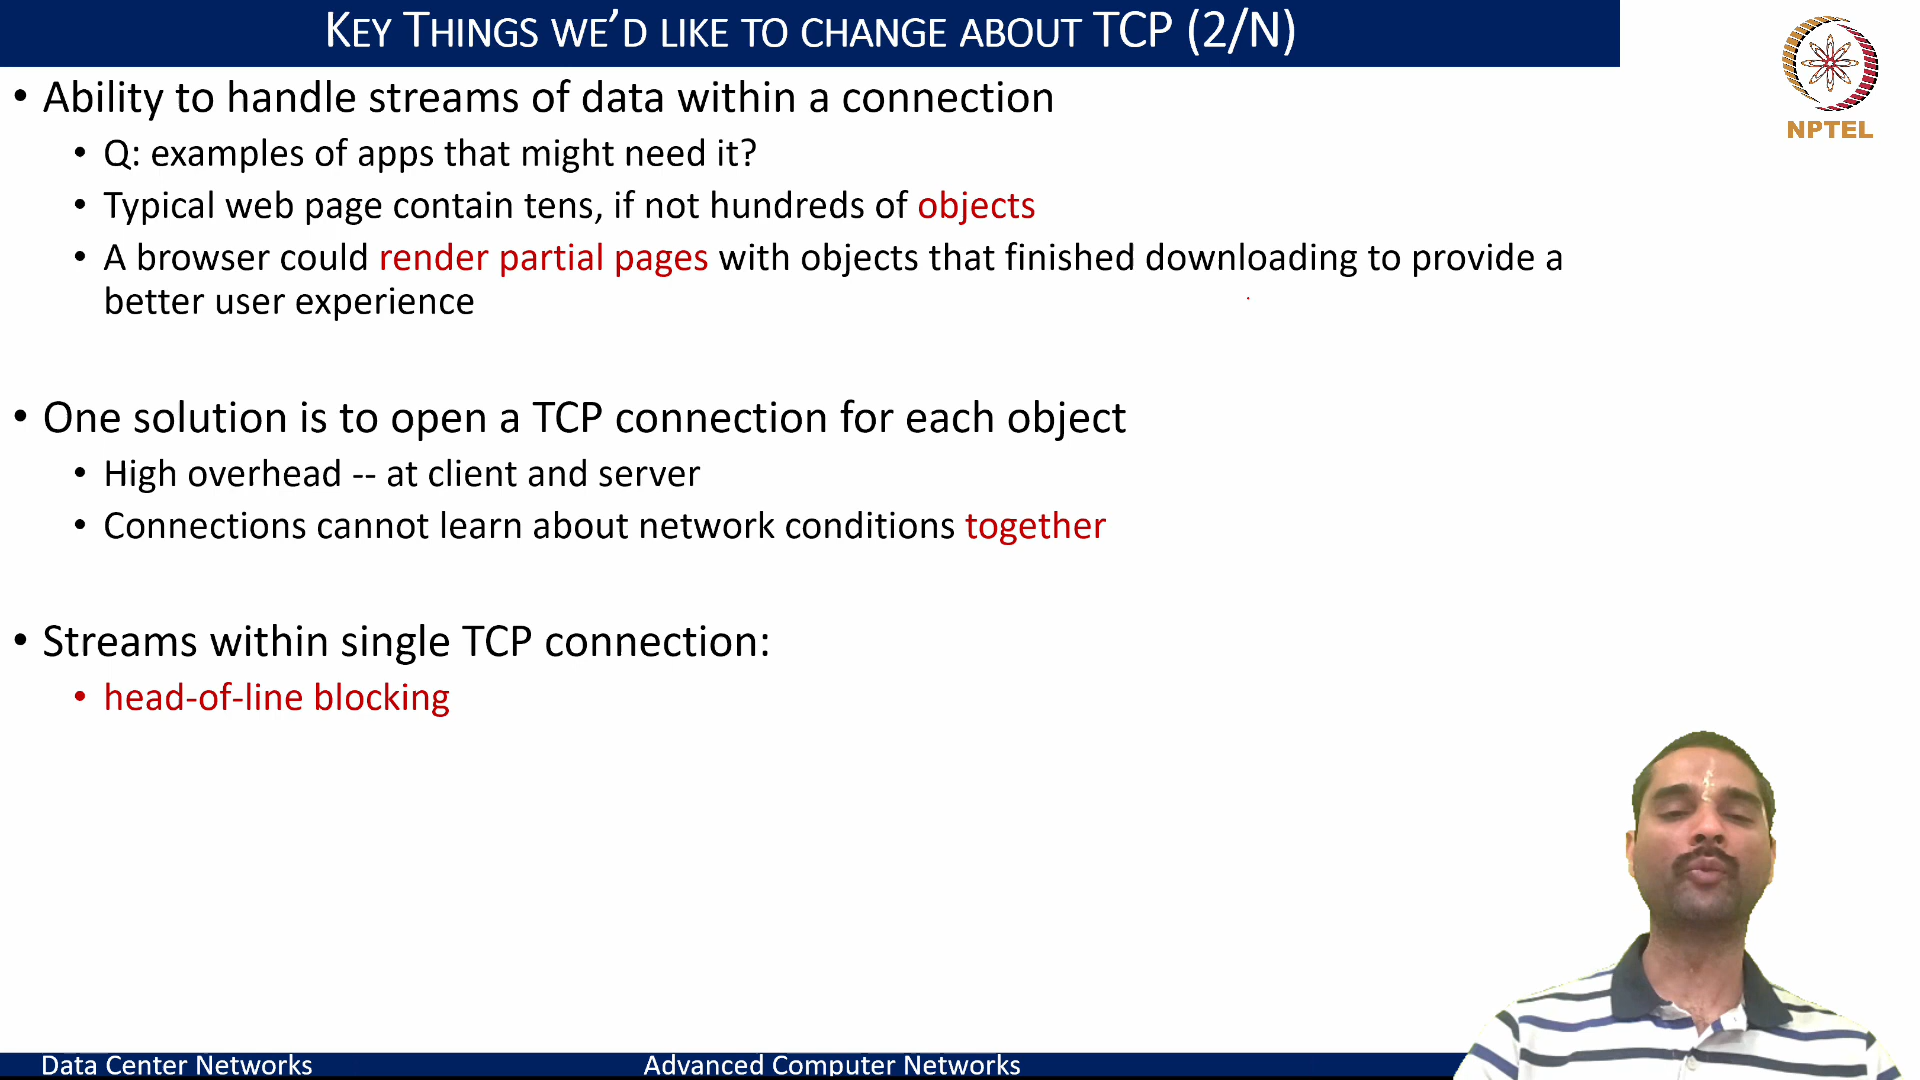 KEY THINGS WE'D LIKE TO CHANGE ABOUT TCP (2/N)
NPTEL
• Ability to handle streams of data within a connection
• Q: examples of apps that might need it?
• Typical web page contain tens, if not hundreds of objects
• A browser could render partial pages with objects that finished downloading to provide a
better user experience
• One solution is to open a TCP connection for each object
• High overhead -- at client and server
• Connections cannot learn about network conditions together
• Streams within single TCP connection:
• head-of-line blocking
Data Center Networks
Advanced Computer Networks